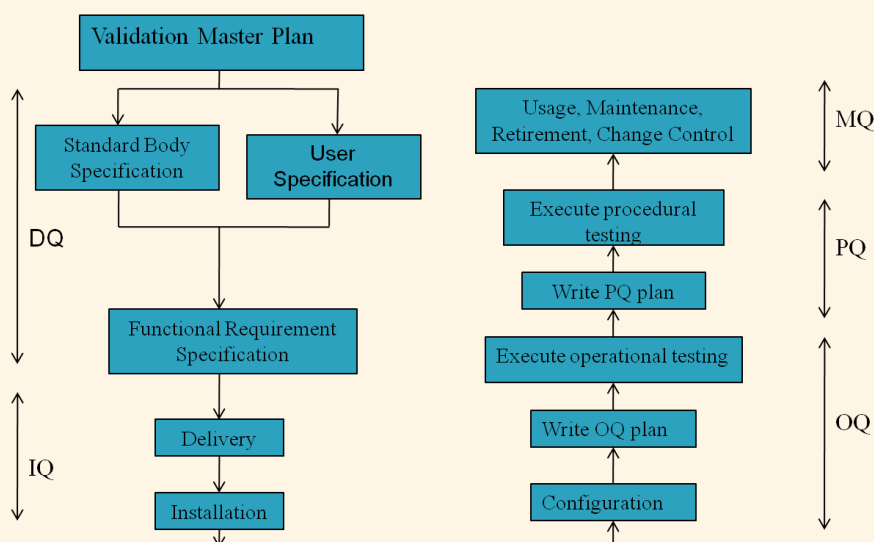 Validation Master Plan
Standard Body
Specification
User
Specification
DQ
Functional Requirement
Specification
Delivery
IQ
Installation
Usage, Maintenance,
Retirement, Change Control
MQ
Execute procedural
testing
PQ
Write PQ plan
Execute operational testing
Write OQ plan
OQ
Configuration